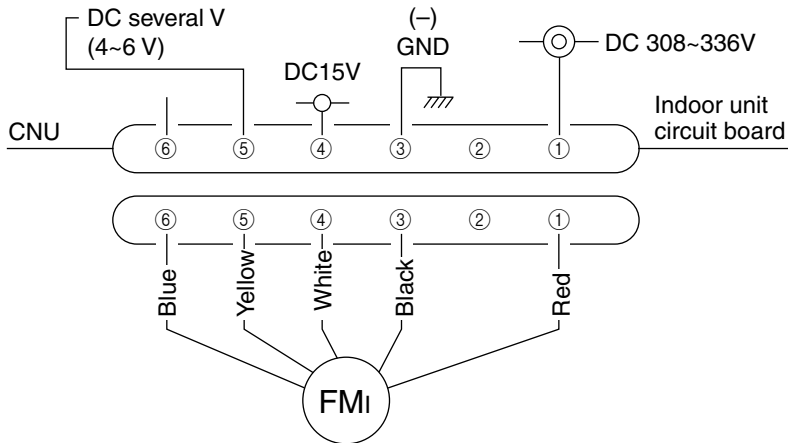 DC several V
(4~6 V)
(–)
GND
DC15V
DC 308~336V
CNU
Indoor unit
circuit board
⑥ ⑤ ④ ③ ② ①
⑥ ⑤ ④ ③ ② ①
Blue
Yellow
White
Black
Red
FMI